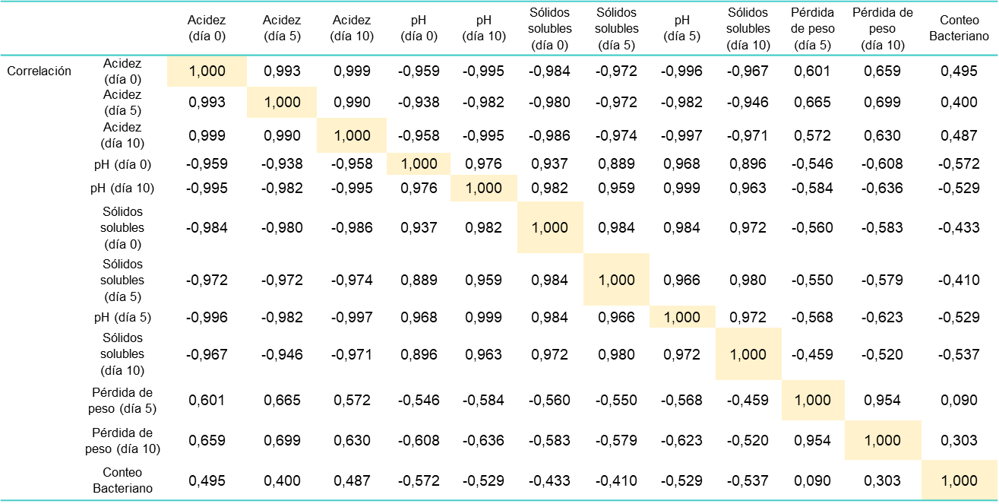 Acidez (día 0) Acidez (día 5) Acidez (día 10) pH (día 0) pH (día 10) Sólidos solubles (día 0) Sólidos solubles (día 5) pH (día 5) Sólidos solubles (día 10) Pérdida de peso (día 5) Pérdida de peso (día 10) Conteo Bacteriano
Correlación Acidez (día 0) 1,000 0,993 0,999 -0,959 -0,995 -0,984 -0,972 -0,996 -0,967 0,601 0,659 0,495
Acidez (día 5) 0,993 1,000 0,990 -0,938 -0,982 -0,980 -0,972 -0,982 -0,946 0,665 0,699 0,400
Acidez (día 10) 0,999 0,990 1,000 -0,958 -0,995 -0,986 -0,974 -0,997 -0,971 0,572 0,630 0,487
pH (día 0) -0,959 -0,938 -0,958 1,000 0,976 0,937 0,889 0,968 0,896 -0,546 -0,608 -0,572
pH (día 10) -0,995 -0,982 -0,995 0,976 1,000 0,982 0,959 0,999 0,963 -0,584 -0,636 -0,529
Sólidos solubles (día 0) -0,984 -0,980 -0,986 0,937 0,982 1,000 0,984 0,984 0,972 -0,560 -0,583 -0,433
Sólidos solubles (día 5) -0,972 -0,972 -0,974 0,889 0,959 0,984 1,000 0,966 0,980 -0,550 -0,579 -0,410
pH (día 5) -0,996 -0,982 -0,997 0,968 0,999 0,984 0,966 1,000 0,972 -0,568 -0,623 -0,529
Sólidos solubles (día 10) -0,967 -0,946 -0,971 0,896 0,963 0,972 0,980 0,972 1,000 -0,459 -0,520 -0,537
Pérdida de peso (día 5) 0,601 0,665 0,572 -0,546 -0,584 -0,560 -0,550 -0,568 -0,459 1,000 0,954 0,090
Pérdida de peso (día 10) 0,659 0,699 0,630 -0,608 -0,636 -0,583 -0,579 -0,623 -0,520 0,954 1,000 0,303
Conteo Bacteriano 0,495 0,400 0,487 -0,572 -0,529 -0,433 -0,410 -0,529 -0,537 0,090 0,303 1,000